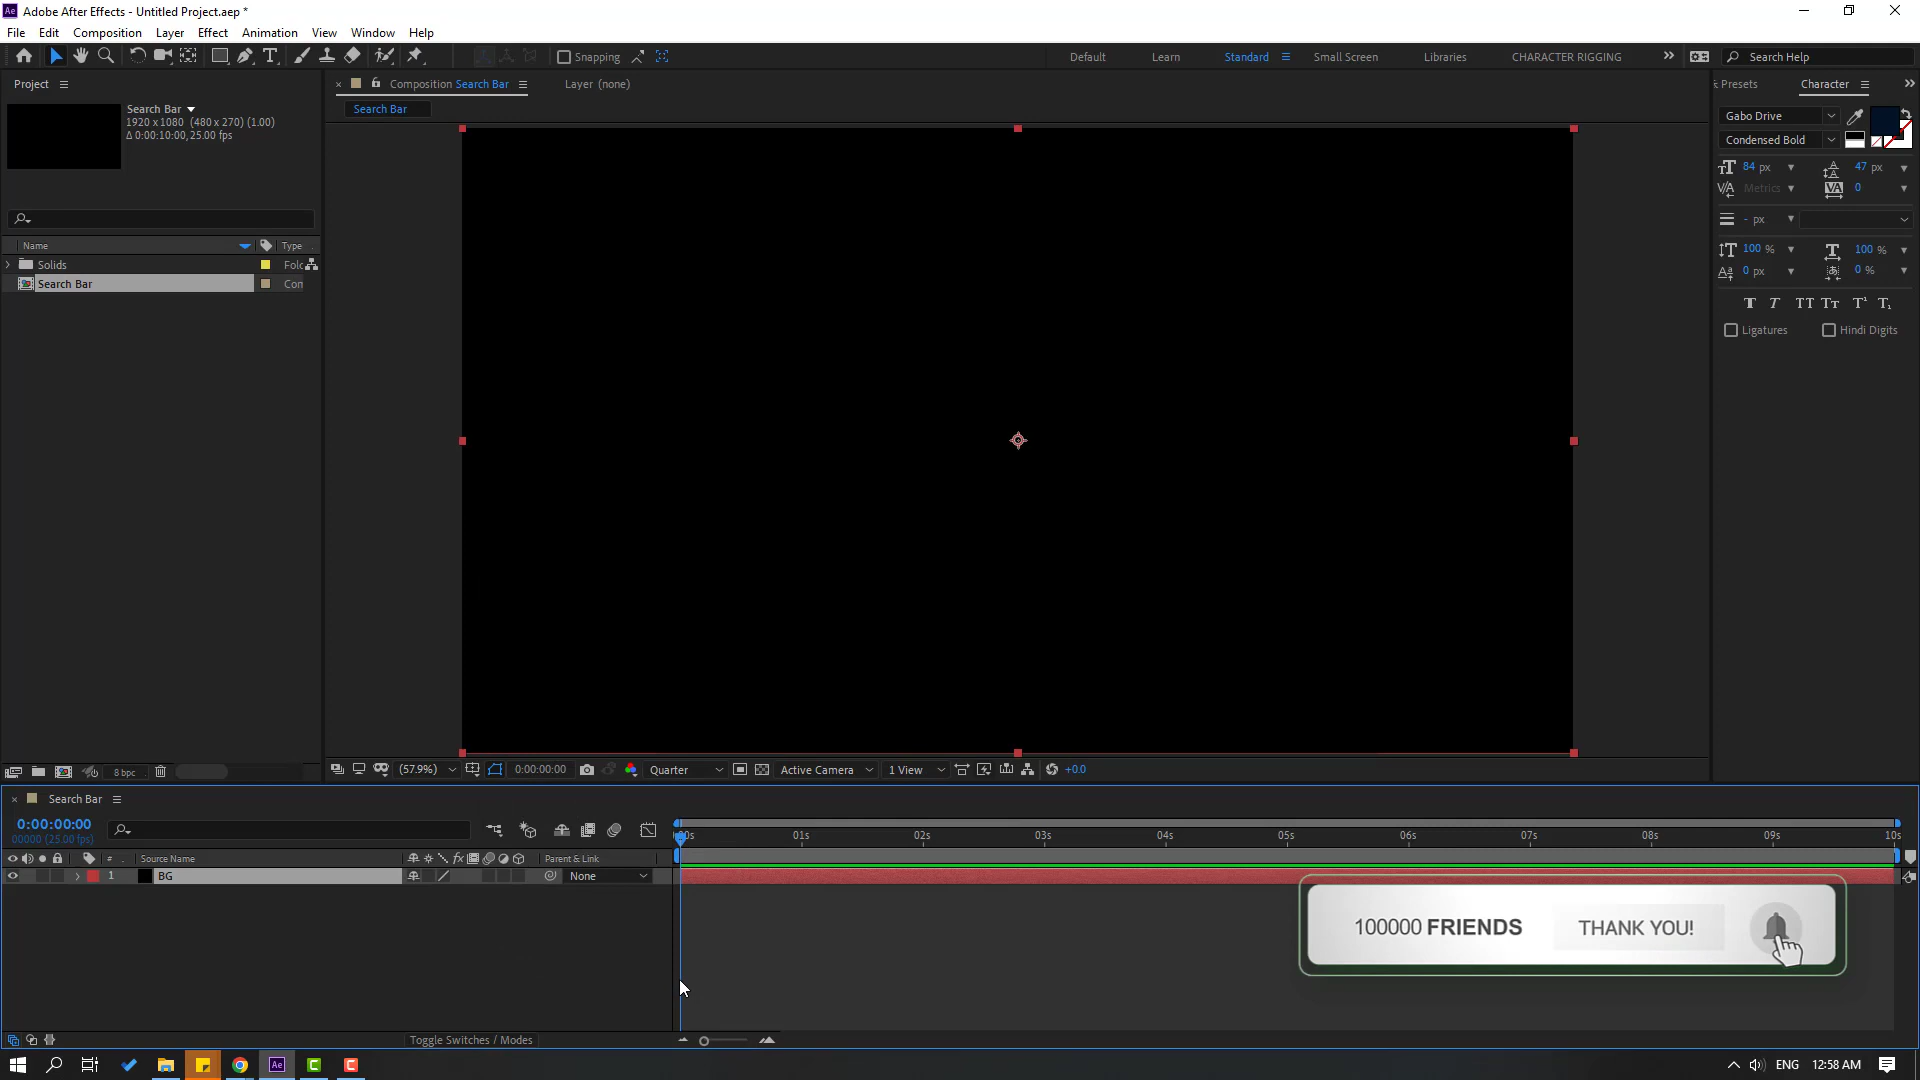 Adobe After Effects - Untitled Project.aep *
File Edit Composition Layer Effect Animation View Window Help
Snapping
Default Learn Standard Small Screen Libraries CHARACTER RIGGING Search Help
Project
Composition Search Bar
Layer (none)
Presets Character
Search Bar
1920 x 1080 (480 x 270) (1.00)
Δ 0:00:10:00, 25.00 fps
Search Bar
Gabo Drive
Condensed Bold
84 px
47 px
Metrics
0
- px
100 %
100 %
0 px
0 %
Ligatures
Hindi Digits
Name Type
Solids
Search Bar
8 bpc
(57.9%)
0:00:00:00
Quarter
Active Camera
1 View
+0.0
Search Bar
0:00:00:00
00000 (25.00 fps)
01s 02s 03s 04s 05s 06s 07s 08s 09s 10s
# Source Name Parent & Link
1 BG None
100000 FRIENDS THANK YOU!
Toggle Switches / Modes
ENG 12:58 AM